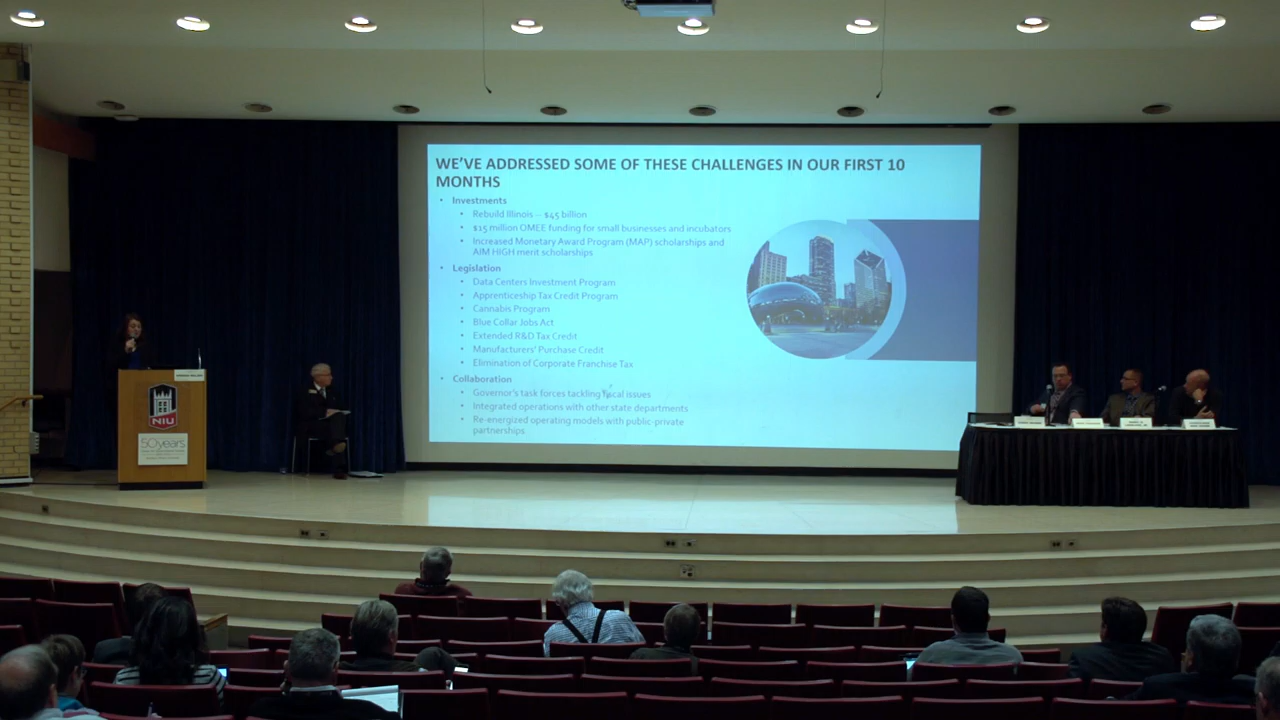 WE'VE ADDRESSED SOME OF THESE CHALLENGES IN OUR FIRST 10
MONTHS
• Investments
• Rebuild Illinois – $45 billion
• $15 million OMEE funding for small businesses and incubators
• Increased Monetary Award Program (MAP) scholarships and
AIM HIGH merit scholarships
• Legislation
• Data Centers Investment Program
• Apprenticeship Tax Credit Program
• Cannabis Program
• Blue Collar Jobs Act
• Extended R&D Tax Credit
• Manufacturers' Purchase Credit
• Elimination of Corporate Franchise Tax
• Collaboration
• Governor's task forces tackling fiscal issues
• Integrated operations with other state departments
• Re-energized operating models with public-private
partnerships
NIU
50years